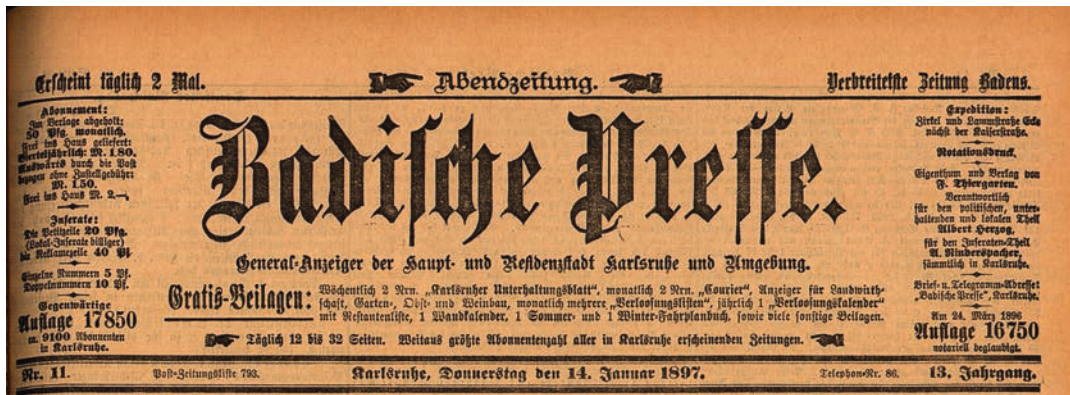 Erscheint täglich 2 Mal.
Abendzeitung.
Verbreitetste Zeitung Badens.
Abonnement:
Im Verlage abgeholt:
50 Pfg. monatlich.
Frei ins Haus geliefert:
Vierteljährlich: M. 1.80.
Auswärts durch die Post
bezogen ohne Zustellgebühr:
M. 1.50.
Frei ins Haus M. 2.—
Inserate:
Die Petitzeile 20 Pfg.
(Lokal-Inserate billiger)
die Reklamezeile 40 Pf.
Einzelne Nummern 5 Pf.
Doppelnummern 10 Pf.
Gegenwärtige
Auflage 17850
ca. 9100 Abonnenten
in Karlsruhe.
Badische Presse.
General-Anzeiger der Haupt- und Residenzstadt Karlsruhe und Umgebung.
Gratis-Beilagen:
Wöchentlich 2 Nrn. „Karlsruher Unterhaltungsblatt“, monatlich 2 Nrn. „Courier“, Anzeiger für Landwirth-
schaft, Garten-, Obst- und Weinbau, monatlich mehrere „Verloosungslisten“, jährlich 1 „Verloosungskalender“
mit Restantenliste, 1 Wandkalender, 1 Sommer- und 1 Winter-Fahrplanbuch, sowie viele sonstige Beilagen.
Täglich 12 bis 32 Seiten. Weitaus größte Abonnentenzahl aller in Karlsruhe erscheinenden Zeitungen.
Expedition:
Zirkel und Lammstraße Ecke
nächst der Kaiserstraße.
Rotationsdruck.
Eigenthum und Verlag von
F. Thiergarten.
Verantwortlich
für den politischen, unter-
haltenden und lokalen Theil
Albert Herzog,
für den Inseraten-Theil
A. Rinderspacher,
sämmtlich in Karlsruhe.
Brief- u. Telegramm-Adresse:
„Badische Presse“, Karlsruhe.
Am 24. März 1896
Auflage 16750
notariell beglaubigt.
Nr. 11.
Post-Zeitungsliste 793.
Karlsruhe, Donnerstag den 14. Januar 1897.
Telephon-Nr. 86.
13. Jahrgang.